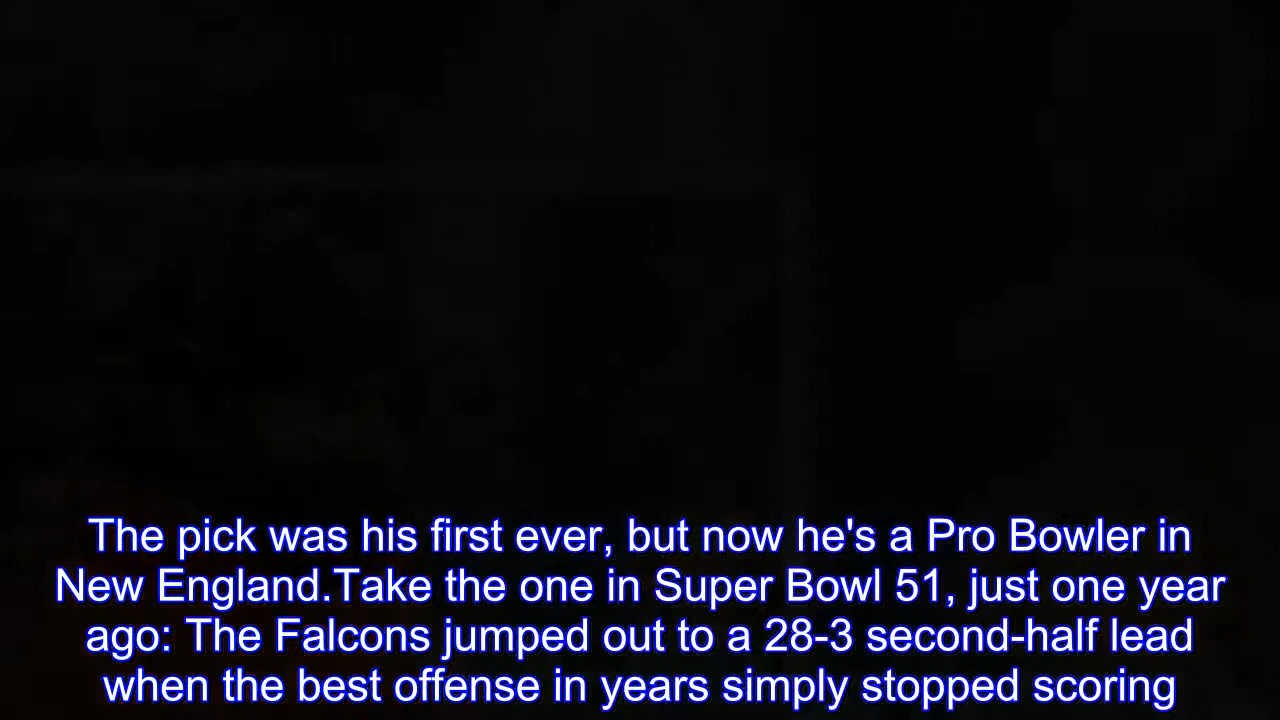 The pick was his first ever, but now he's a Pro Bowler in
New England.Take the one in Super Bowl 51, just one year
ago: The Falcons jumped out to a 28-3 second-half lead
when the best offense in years simply stopped scoring